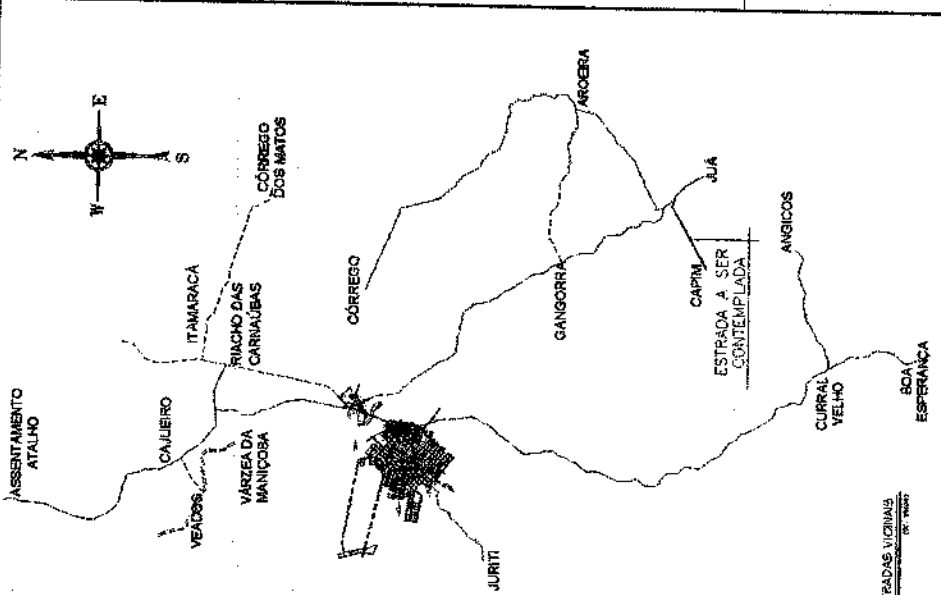 N
W
E
S
ASSENTAMENTO
ATALHO
CAJUEIRO
VEADOS
VÁRZEA DA
MANIÇOBA
ITAMARACÁ
RIACHO DAS
CARNAÚBAS
CÓRREGO
DOS MATOS
CÓRREGO
AROEIRA
GANGORRA
JUÁ
CAPIM
ESTRADA A SER
CONTEMPLADA
ANGICOS
CURRAL
VELHO
BOA
ESPERANÇA
JURITI
RADAS VICINAIS